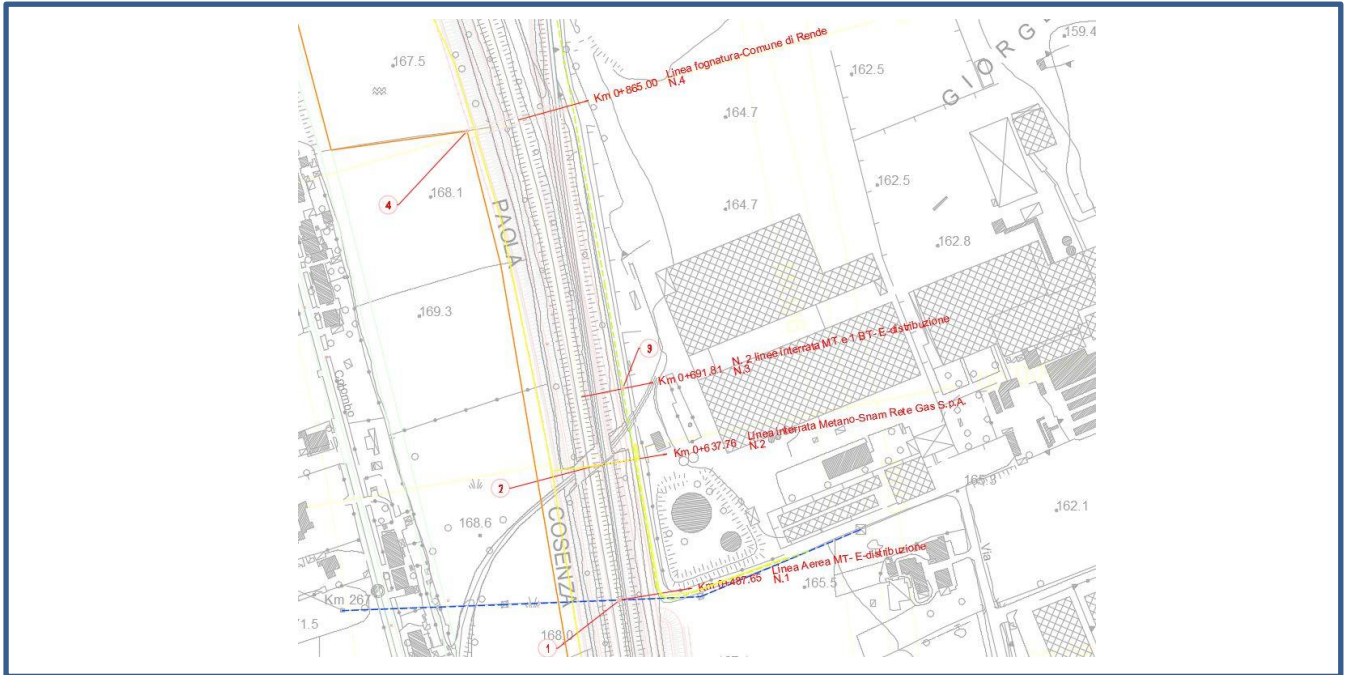 159.4
GIORG
167.5
162.5
Km 0+865.00 Linea fognatura-Comune di Rende
N.4
164.7
4
168.1
PAOLA
162.5
164.7
162.8
169.3
3
Km 0+691.81 N. 2 linee interrata MT e 1 BT- E-distribuzione
N.3
Colombo
Km 0+637.76 Linea Interrata Metano-Snam Rete Gas S.p.A.
N.2
2
168.6
COSENZA
162.1
Via
Km 0+487.65 Linea Aerea MT- E-distribuzione
N.1
165.5
Km 267
71.5
168.0
1